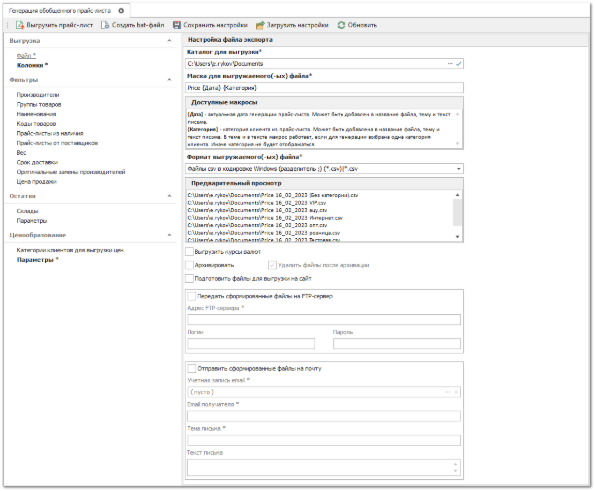 Генерация обобщенного прайс-листа
Выгрузить прайс-лист Создать bat-файл Сохранить настройки Загрузить настройки Обновить
Выгрузка
Файл *
Колонки *
Фильтры
Производители
Группы товаров
Наименования
Коды товаров
Прайс-листы из наличия
Прайс-листы от поставщиков
Вес
Срок доставки
Оригинальные замены производителей
Цена продажи
Остатки
Склады
Параметры
Ценообразование
Категории клиентов для выгрузки цен
Параметры *
Настройка файла экспорта
Каталог для выгрузки*
C:\Users\e.rykov\Documents
Маска для выгружаемого(-ых) файла*
Price {Дата} {Категория}
Доступные макросы
{Дата} - актуальная дата генерации прайс-листа. Может быть добавлен в название файла, тему и текст
письма.
{Категория} - категория клиента из прайс-листа. Может быть добавлена в название файла, тему и
текст письма. В теме и в тексте макрос работает, если для генерации выбрана одна категория
клиента. Иначе категория не будет отображаться.
Формат выгружаемого(-ых) файла*
Файлы csv в кодировке Windows (разделитель ;) (*.csv)|*.csv
Предварительный просмотр
C:\Users\e.rykov\Documents\Price 16_02_2023 (Без категории).csv
C:\Users\e.rykov\Documents\Price 16_02_2023 VIP.csv
C:\Users\e.rykov\Documents\Price 16_02_2023 вцу.csv
C:\Users\e.rykov\Documents\Price 16_02_2023 Интернет.csv
C:\Users\e.rykov\Documents\Price 16_02_2023 опт.csv
C:\Users\e.rykov\Documents\Price 16_02_2023 розница.csv
C:\Users\e.rykov\Documents\Price 16_02_2023 Тестовая.csv
Выгрузить курсы валют
Архивировать Удалить файлы после архивации
Подготовить файлы для выгрузки на сайт
Передать сформированные файлы на FTP-сервер
Адрес FTP-сервера *
Логин Пароль
Отправить сформированные файлы на почту
Учетная запись email *
(пусто)
Email получателя *
Тема письма *
Текст письма